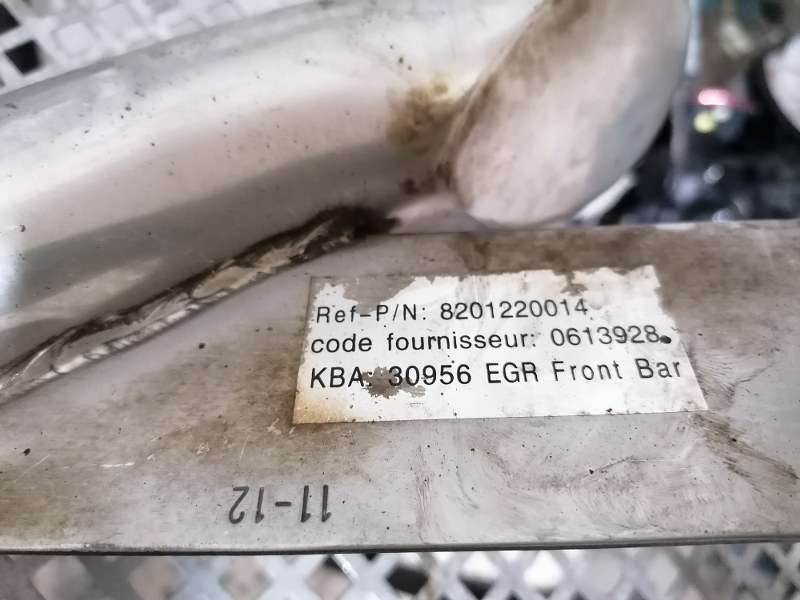 Ref-P/N: 8201220014
code fournisseur: 0613928
KBA: 30956 EGR Front Bar
11-12